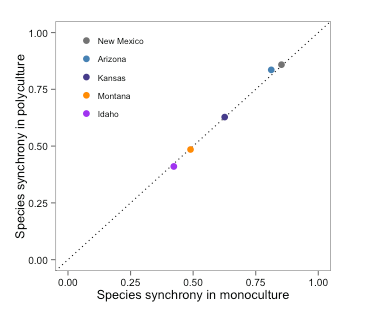 Species synchrony in polyculture
1.00
0.75
0.50
0.25
0.00
New Mexico
Arizona
Kansas
Montana
Idaho
0.00 0.25 0.50 0.75 1.00
Species synchrony in monoculture